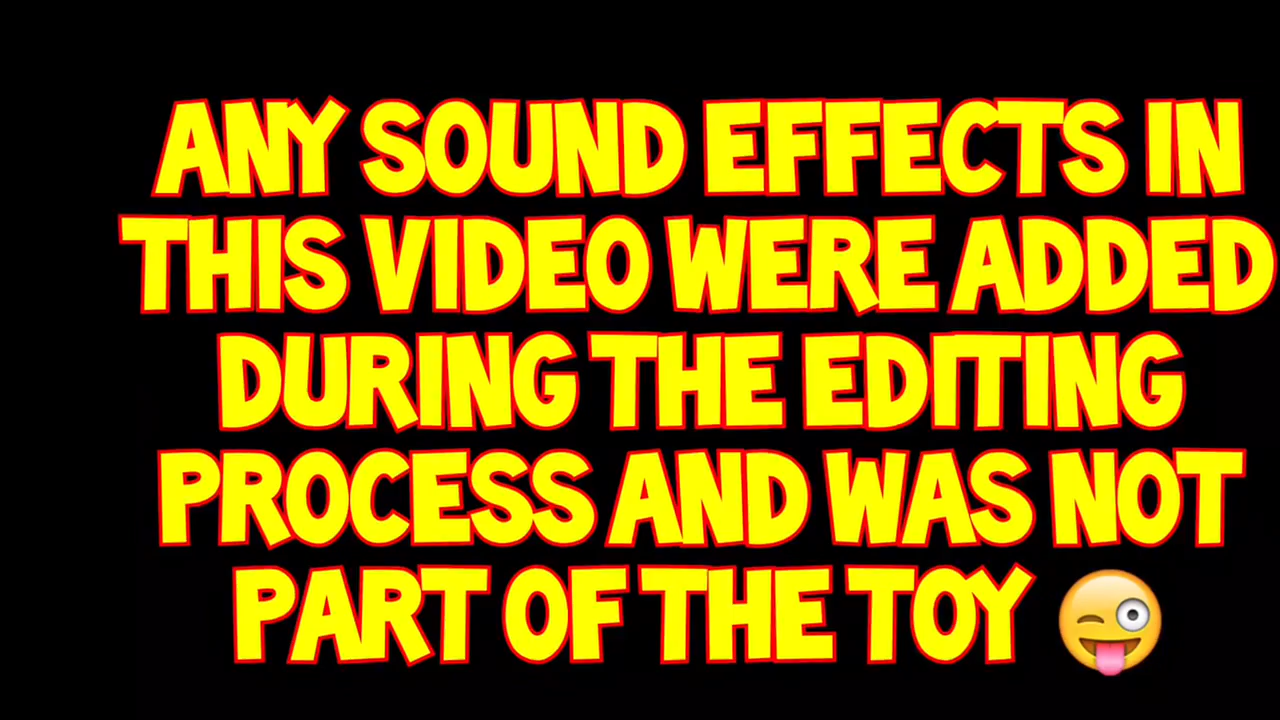 ANY SOUND EFFECTS IN
THIS VIDEO WERE ADDED
DURING THE EDITING
PROCESS AND WAS NOT
PART OF THE TOY 😜